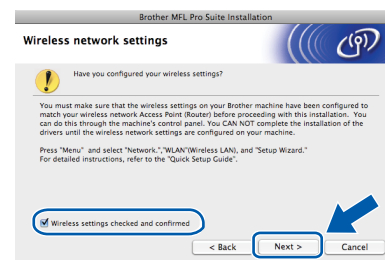 Brother MFL Pro Suite Installation
Wireless network settings
Have you configured your wireless settings?
You must make sure that the wireless settings on your Brother machine have been configured to
match your wireless network Access Point (Router) before proceeding with this installation. You
can do this through the machine's control panel. You CAN NOT complete the installation of the
drivers until the wireless network settings are configured on your machine.
Press "Menu" and select "Network.","WLAN"(Wireless LAN), and "Setup Wizard."
For detailed instructions, refer to the "Quick Setup Guide".
Wireless settings checked and confirmed
< Back
Next >
Cancel